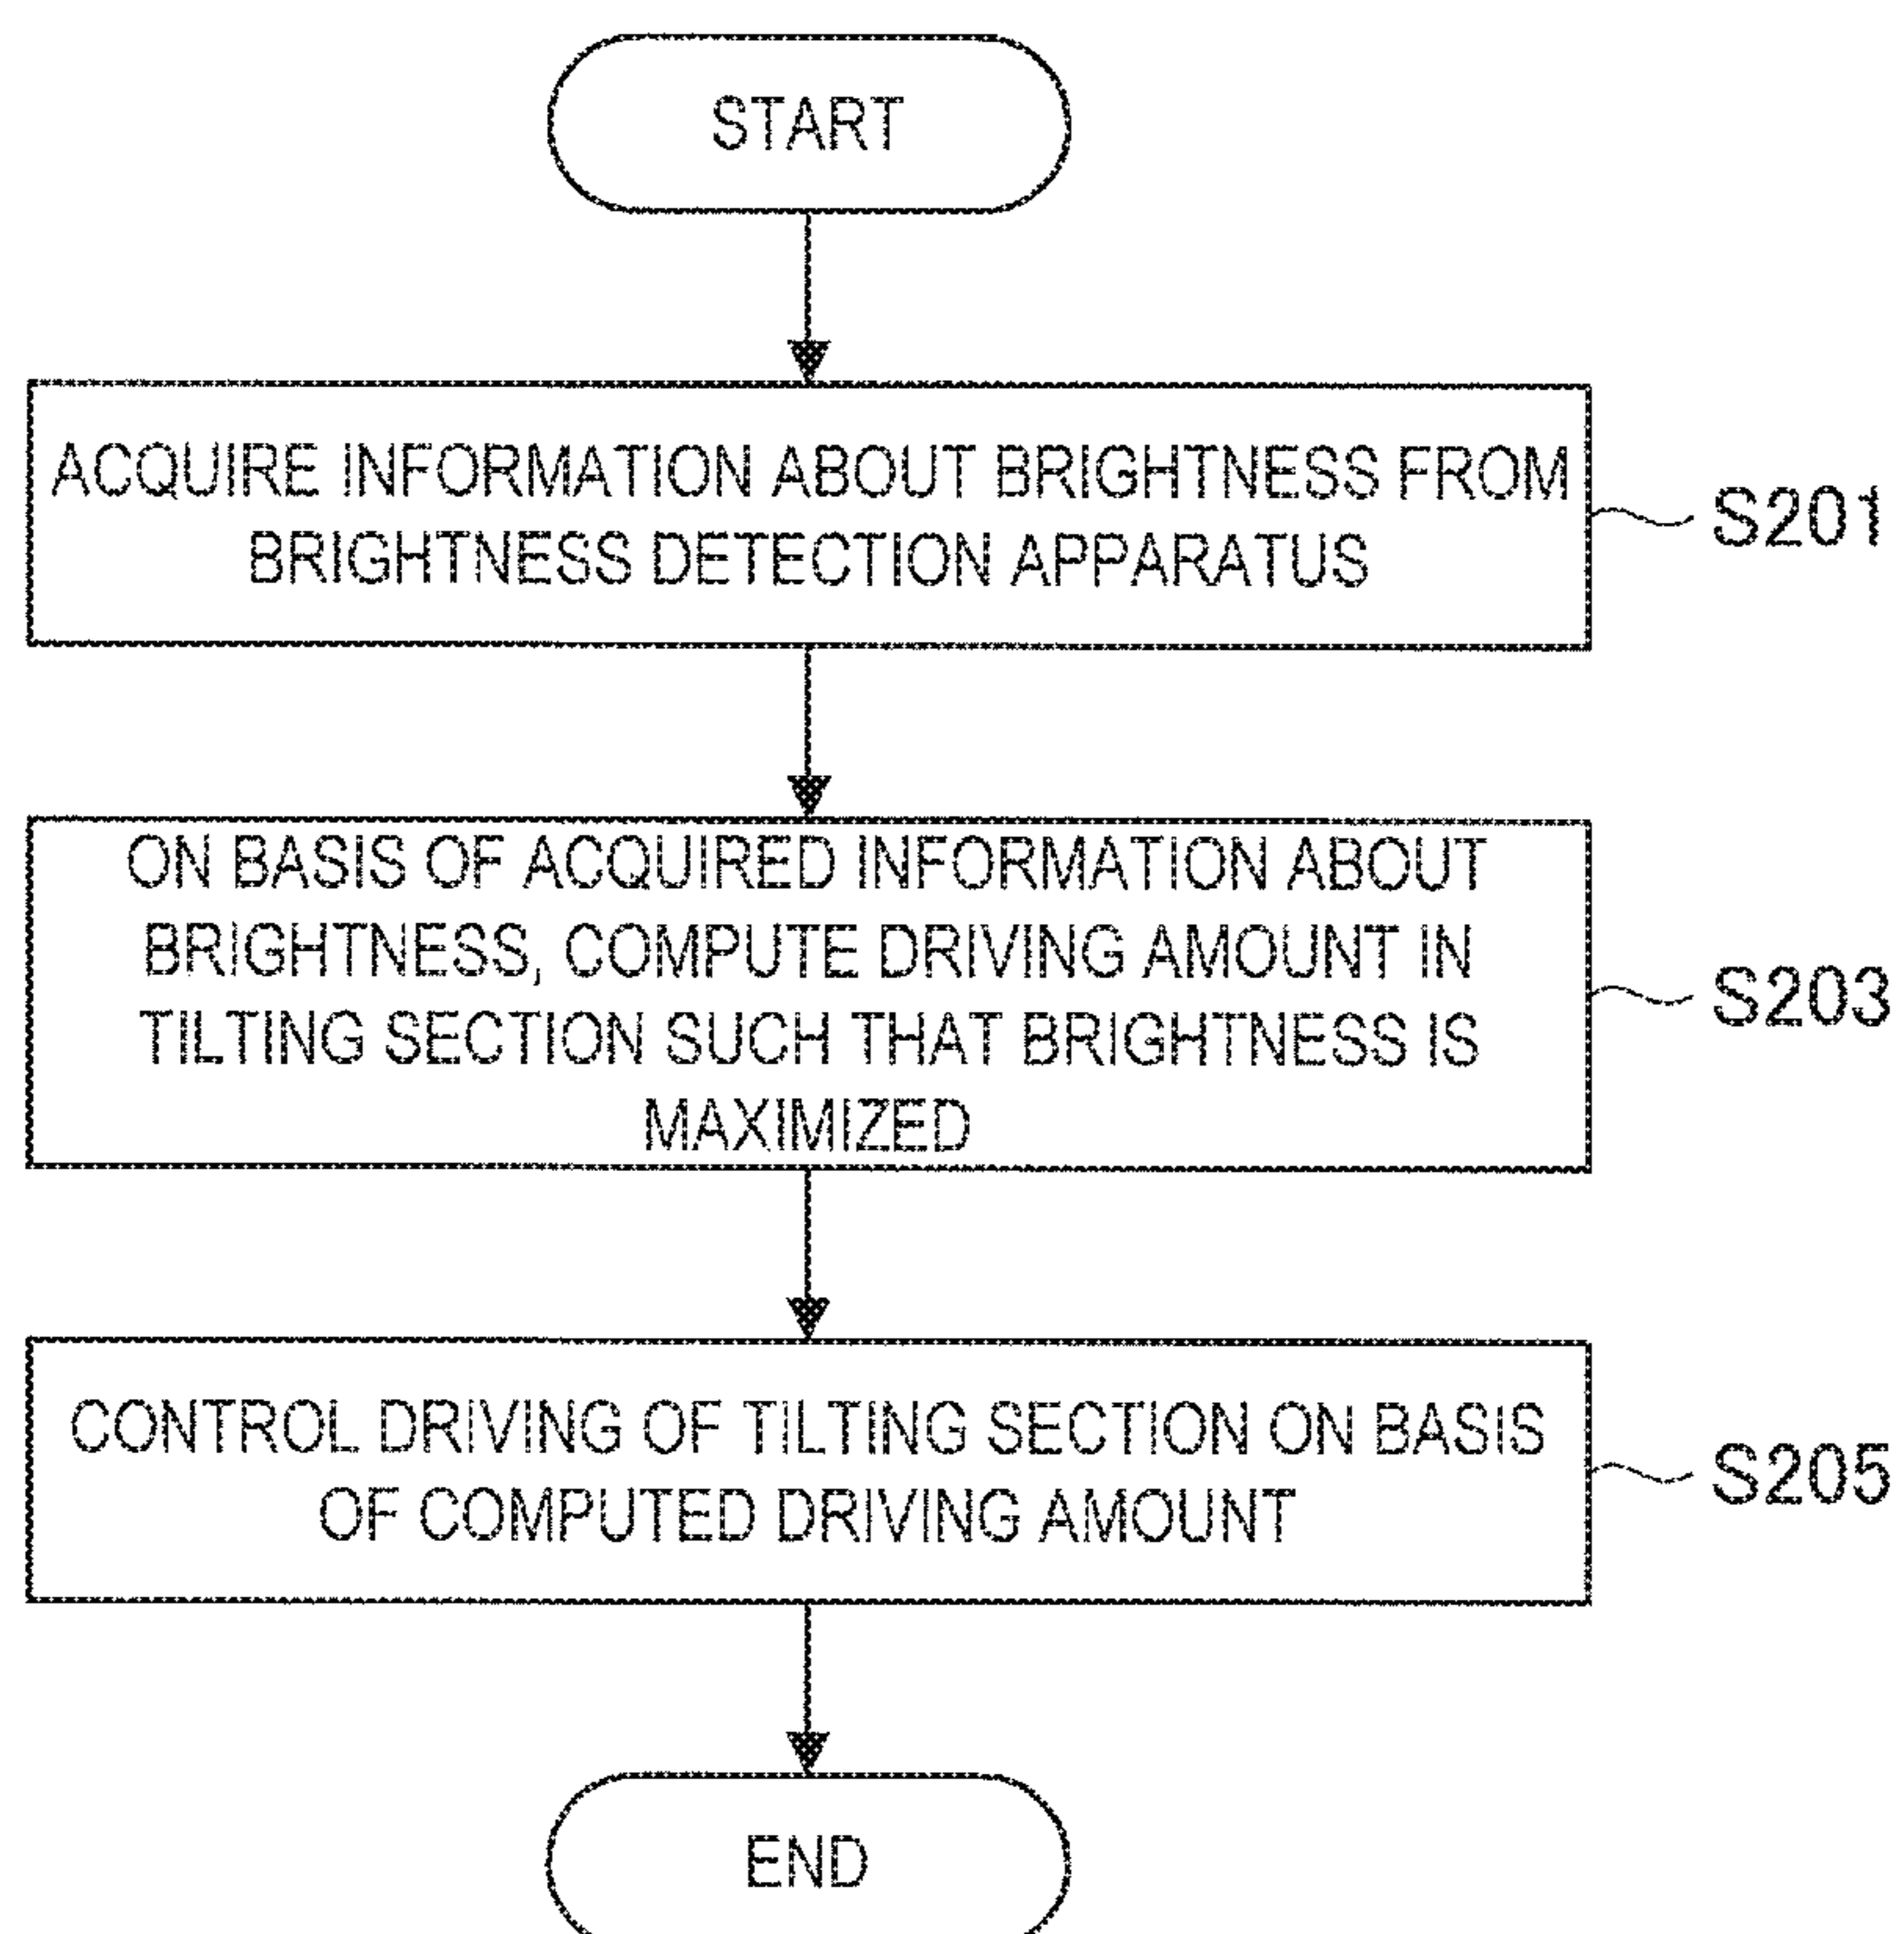 START
ACQUIRE INFORMATION ABOUT BRIGHTNESS FROM
BRIGHTNESS DETECTION APPARATUS
S201
ON BASIS OF ACQUIRED INFORMATION ABOUT
BRIGHTNESS, COMPUTE DRIVING AMOUNT IN
TILTING SECTION SUCH THAT BRIGHTNESS IS
MAXIMIZED
S203
CONTROL DRIVING OF TILTING SECTION ON BASIS
OF COMPUTED DRIVING AMOUNT
S205
END